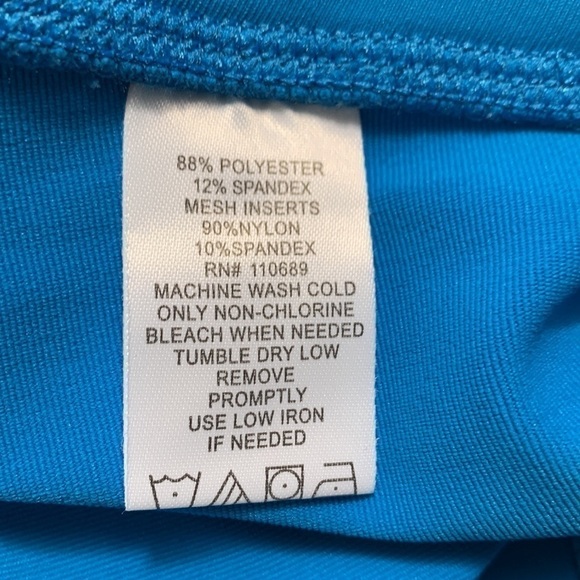 88% POLYESTER
12% SPANDEX
MESH INSERTS
90%NYLON
10%SPANDEX
RN# 110689
MACHINE WASH COLD
ONLY NON-CHLORINE
BLEACH WHEN NEEDED
TUMBLE DRY LOW
REMOVE
PROMPTLY
USE LOW IRON
IF NEEDED